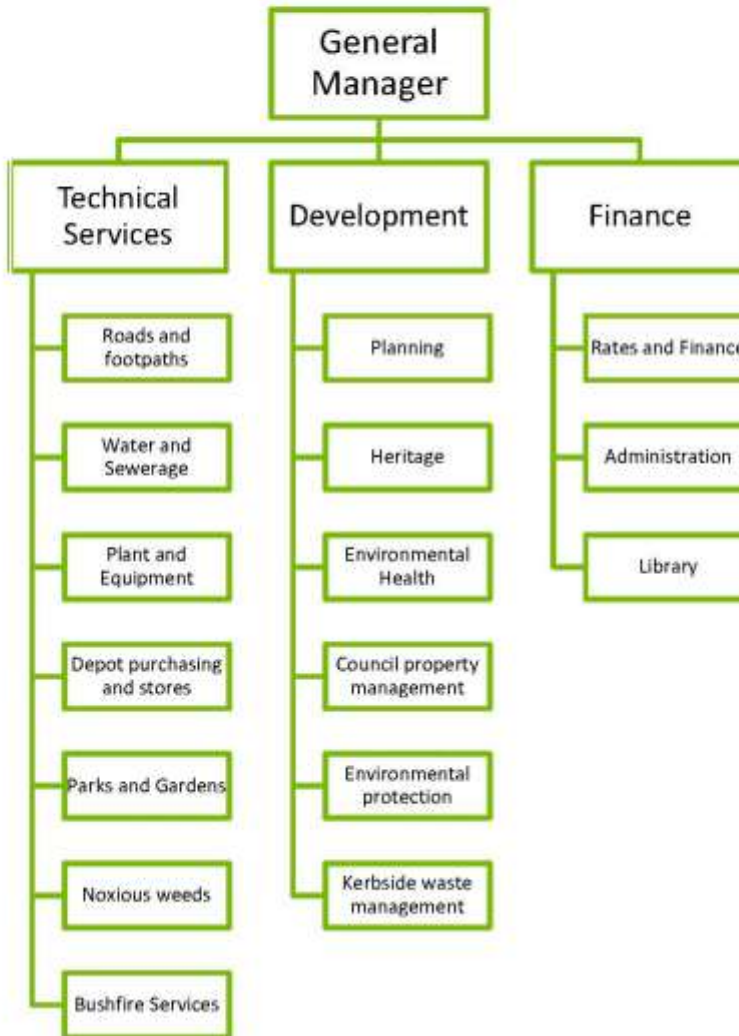 General
Manager
Technical
Services
Roads and
footpaths
Water and
Sewerage
Plant and
Equipment
Depot purchasing
and stores
Parks and Gardens
Noxious weeds
Bushfire Services
Development
Planning
Heritage
Environmental
Health
Council property
management
Environmental
protection
Kerbside waste
management
Finance
Rates and Finance
Administration
Library